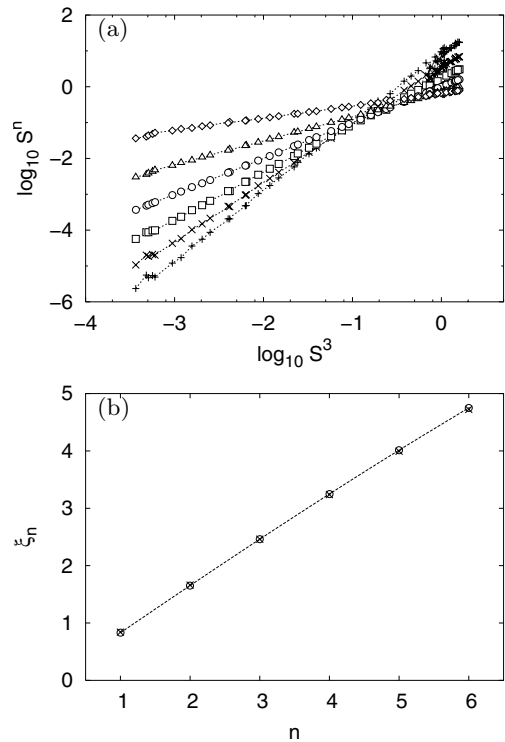 (a)
2
0
−2
−4
−6
log₁₀ Sⁿ
−4 −3 −2 −1 0
log₁₀ S³
(b)
5
4
3
2
1
0
ξₙ
1 2 3 4 5 6
n